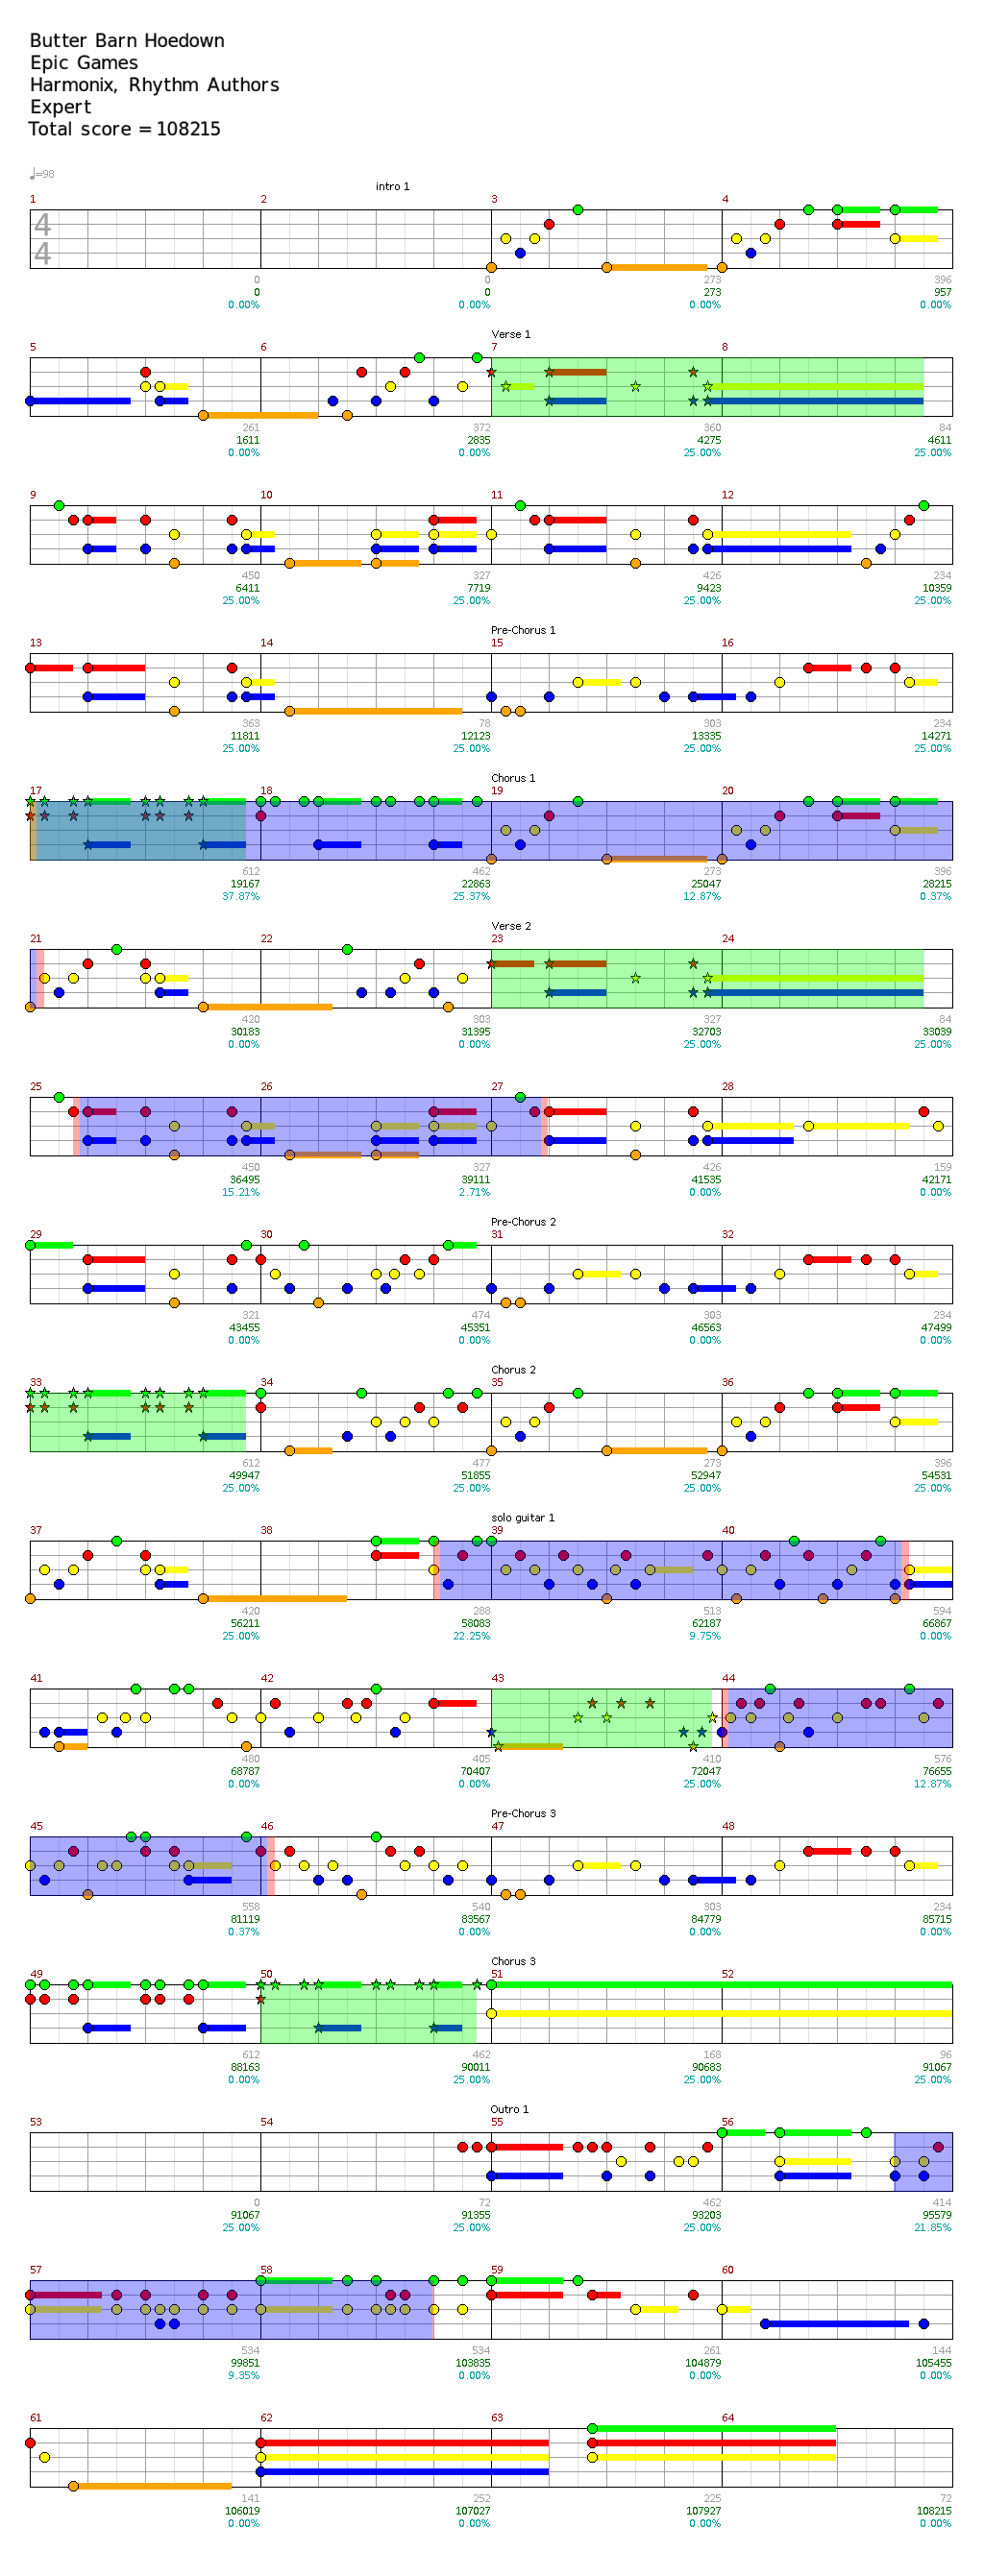 Butter Barn Hoedown
Epic Games
Harmonix, Rhythm Authors
Expert
Total score = 108215
♩=98
intro 1
1 2 3 4
4
4
0 0 273 396
0 0 273 957
0.00% 0.00% 0.00% 0.00%
Verse 1
5 6 7 8
261 372 360 84
1611 2835 4275 4611
0.00% 0.00% 25.00% 25.00%
9 10 11 12
450 327 426 234
6411 7719 9423 10359
25.00% 25.00% 25.00% 25.00%
Pre-Chorus 1
13 14 15 16
363 78 303 234
11811 12123 13335 14271
25.00% 25.00% 25.00% 25.00%
Chorus 1
17 18 19 20
612 462 273 396
19167 22863 25047 28215
37.87% 25.37% 12.87% 0.37%
Verse 2
21 22 23 24
420 303 327 84
30183 31395 32703 33039
0.00% 0.00% 25.00% 25.00%
25 26 27 28
450 327 426 159
36495 39111 41535 42171
15.21% 2.71% 0.00% 0.00%
Pre-Chorus 2
29 30 31 32
321 474 303 234
43455 45351 46563 47499
0.00% 0.00% 0.00% 0.00%
Chorus 2
33 34 35 36
612 477 273 396
49947 51855 52947 54531
25.00% 25.00% 25.00% 25.00%
solo guitar 1
37 38 39 40
420 288 513 594
56211 58083 62187 66867
25.00% 22.25% 9.75% 0.00%
41 42 43 44
480 405 410 576
68787 70407 72047 76655
0.00% 0.00% 25.00% 12.87%
Pre-Chorus 3
45 46 47 48
558 540 303 234
81119 83567 84779 85715
0.37% 0.00% 0.00% 0.00%
Chorus 3
49 50 51 52
612 462 168 96
88163 90011 90683 91067
0.00% 25.00% 25.00% 25.00%
Outro 1
53 54 55 56
0 72 462 414
91067 91355 93203 95579
25.00% 25.00% 25.00% 21.85%
57 58 59 60
534 534 261 144
99851 103835 104879 105455
9.35% 0.00% 0.00% 0.00%
61 62 63 64
141 252 225 72
106019 107027 107927 108215
0.00% 0.00% 0.00% 0.00%